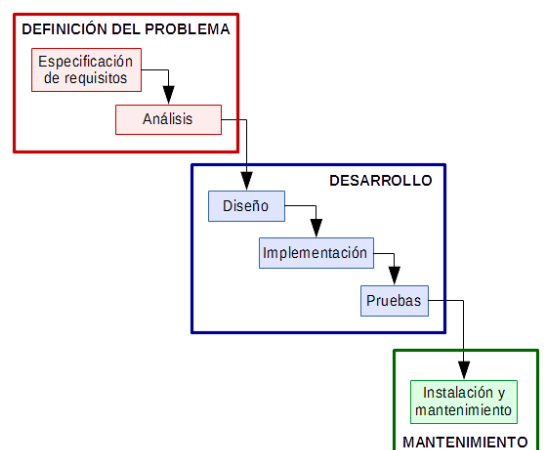 DEFINICIÓN DEL PROBLEMA
Especificación
de requisitos
Análisis
DESARROLLO
Diseño
Implementación
Pruebas
Instalación y
mantenimiento
MANTENIMIENTO